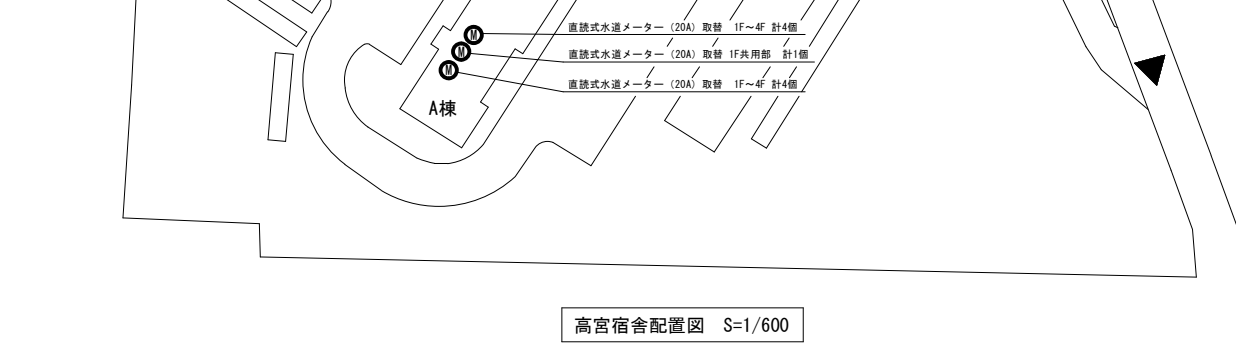 直読式水道メーター（20A）取替　1F～4F 計4個
M
直読式水道メーター（20A）取替 1F共用部　計1個
M
直読式水道メーター（20A）取替　1F～4F 計4個
M
A棟
高宮宿舎配置図　S=1/600